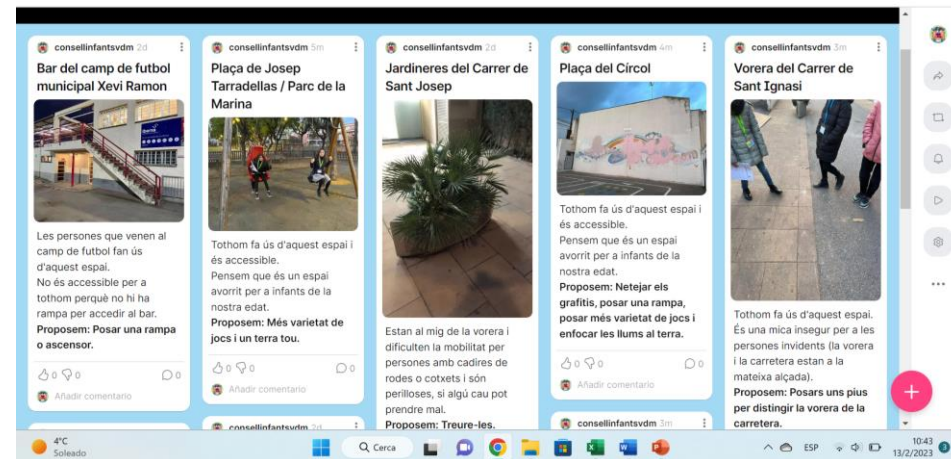 consellinfantsvdm 2d
Bar del camp de futbol
municipal Xevi Ramon
Les persones que venen al
camp de futbol fan ús
d'aquest espai.
No és accessible per a
tothom perquè no hi ha
rampa per accedir al bar.
Proposem: Posar una rampa
o ascensor.
0 0 0
Añadir comentario
consellinfantsvdm 5m
Plaça de Josep
Tarradellas / Parc de la
Marina
Tothom fa ús d'aquest espai i
és accessible.
Pensem que és un espai
avorrit per a infants de la
nostra edat.
Proposem: Més varietat de
jocs i un terra tou.
0 0 0
Añadir comentario
consellinfantsvdm 2d
consellinfantsvdm 2d
Jardineres del Carrer de
Sant Josep
Estan al mig de la vorera i
dificulten la mobilitat per
persones amb cadires de
rodes o cotxets i són
perilloses, si algú cau pot
prendre mal.
Proposem: Treure-les.
consellinfantsvdm 4m
Plaça del Círcol
Tothom fa ús d'aquest espai i
és accessible.
Pensem que és un espai
avorrit per a infants de la
nostra edat.
Proposem: Netejar els
grafitis, posar una rampa,
posar més varietat de jocs i
enfocar les llums al terra.
0 0 0
Añadir comentario
consellinfantsvdm 3m
consellinfantsvdm 3m
Vorera del Carrer de
Sant Ignasi
Tothom fa ús d'aquest espai.
És una mica insegur per a les
persones invidents (la vorera
i la carretera estan a la
mateixa alçada).
Proposem: Posars uns pius
per distingir la vorera de la
carretera.
4°C
Soleado
Cerca
ESP
10:43
13/2/2023
3